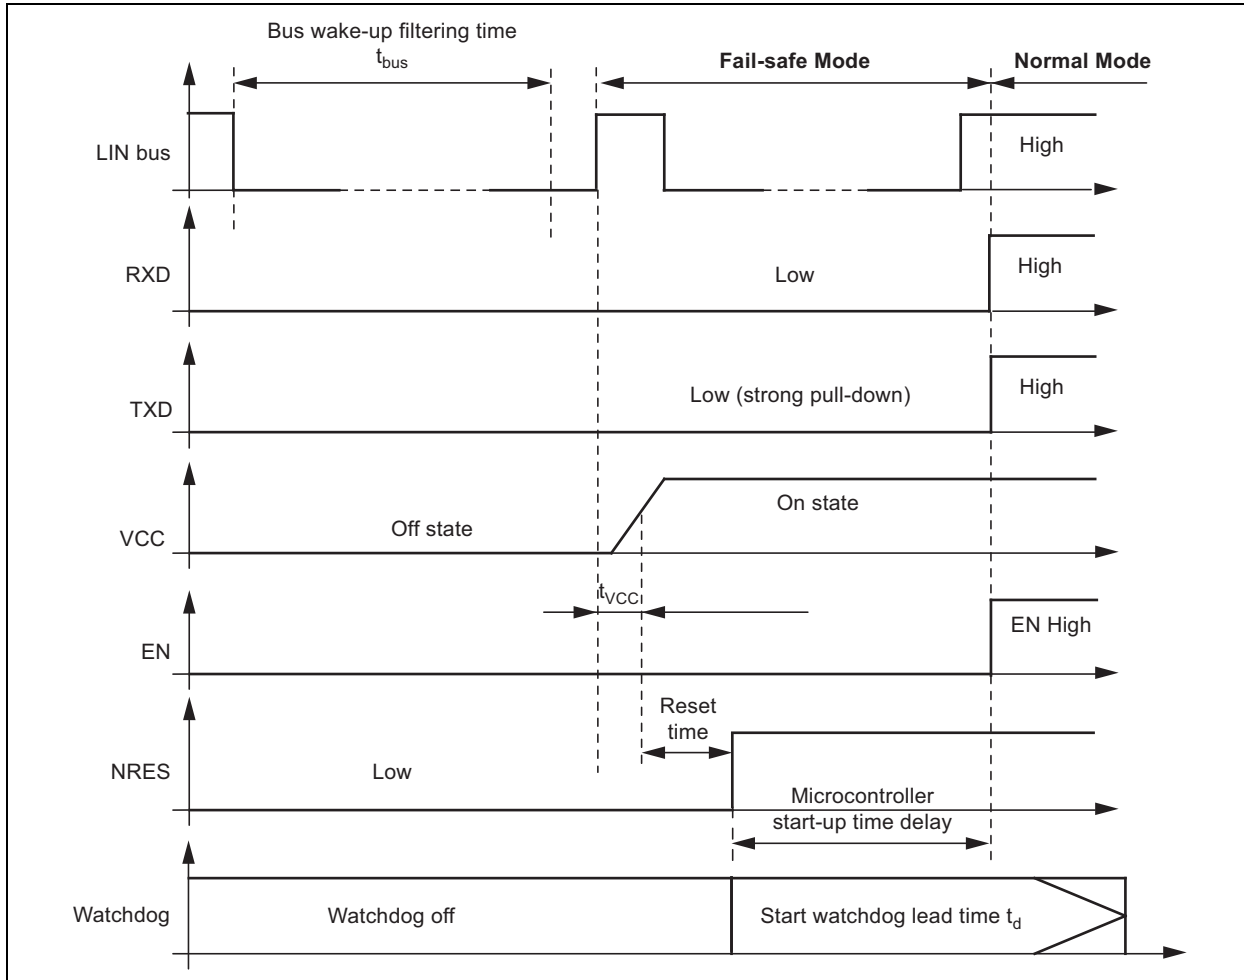 Bus wake-up filtering time
tbus
Fail-safe Mode
Normal Mode
LIN bus
High
RXD
Low
High
TXD
Low (strong pull-down)
High
VCC
Off state
On state
tVCC
EN
EN High
Reset
time
NRES
Low
Microcontroller
start-up time delay
Watchdog
Watchdog off
Start watchdog lead time td